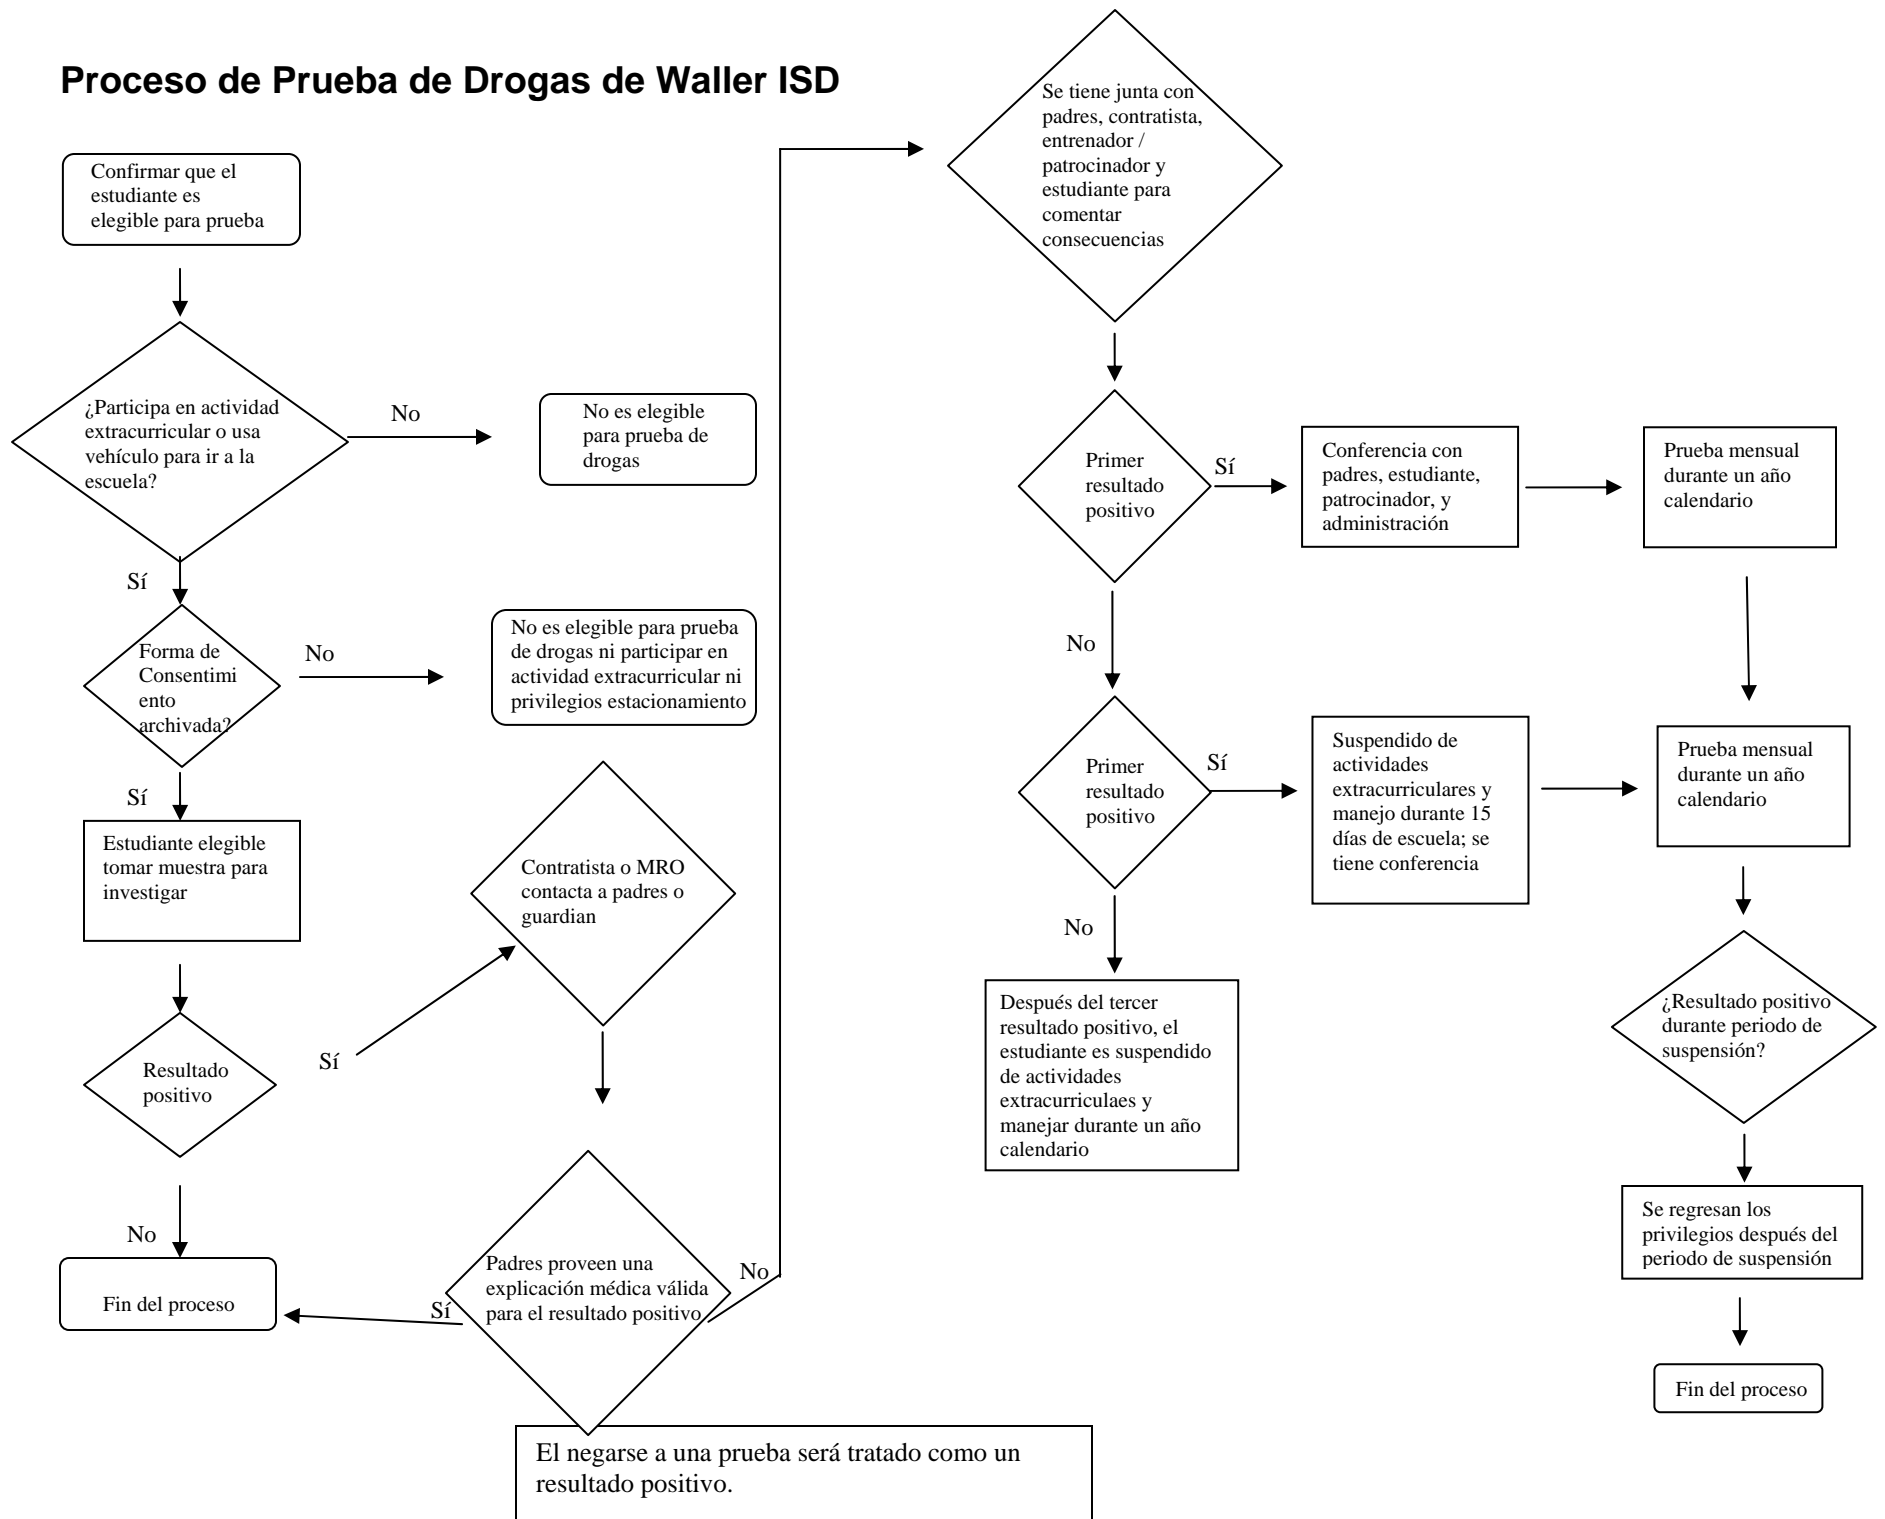 Proceso de Prueba de Drogas de Waller ISD
Confirmar que el
estudiante es
elegible para prueba
¿Participa en actividad
extracurricular o usa
vehículo para ir a la
escuela?
No
No es elegible
para prueba de
drogas
Sí
Forma de
Consentimi
ento
archivada?
No
No es elegible para prueba
de drogas ni participar en
actividad extracurricular ni
privilegios estacionamiento
Sí
Estudiante elegible
tomar muestra para
investigar
Resultado
positivo
Sí
Contratista o MRO
contacta a padres o
guardian
No
Fin del proceso
Padres proveen una
explicación médica válida
para el resultado positivo
Sí
No
El negarse a una prueba será tratado como un
resultado positivo.
Se tiene junta con
padres, contratista,
entrenador /
patrocinador y
estudiante para
comentar
consecuencias
Primer
resultado
positivo
Sí
Conferencia con
padres, estudiante,
patrocinador, y
administración
Prueba mensual
durante un año
calendario
No
Primer
resultado
positivo
Sí
Suspendido de
actividades
extracurriculares y
manejo durante 15
días de escuela; se
tiene conferencia
Prueba mensual
durante un año
calendario
No
Después del tercer
resultado positivo, el
estudiante es suspendido
de actividades
extracurriculaes y
manejar durante un año
calendario
¿Resultado positivo
durante periodo de
suspensión?
Se regresan los
privilegios después del
periodo de suspensión
Fin del proceso